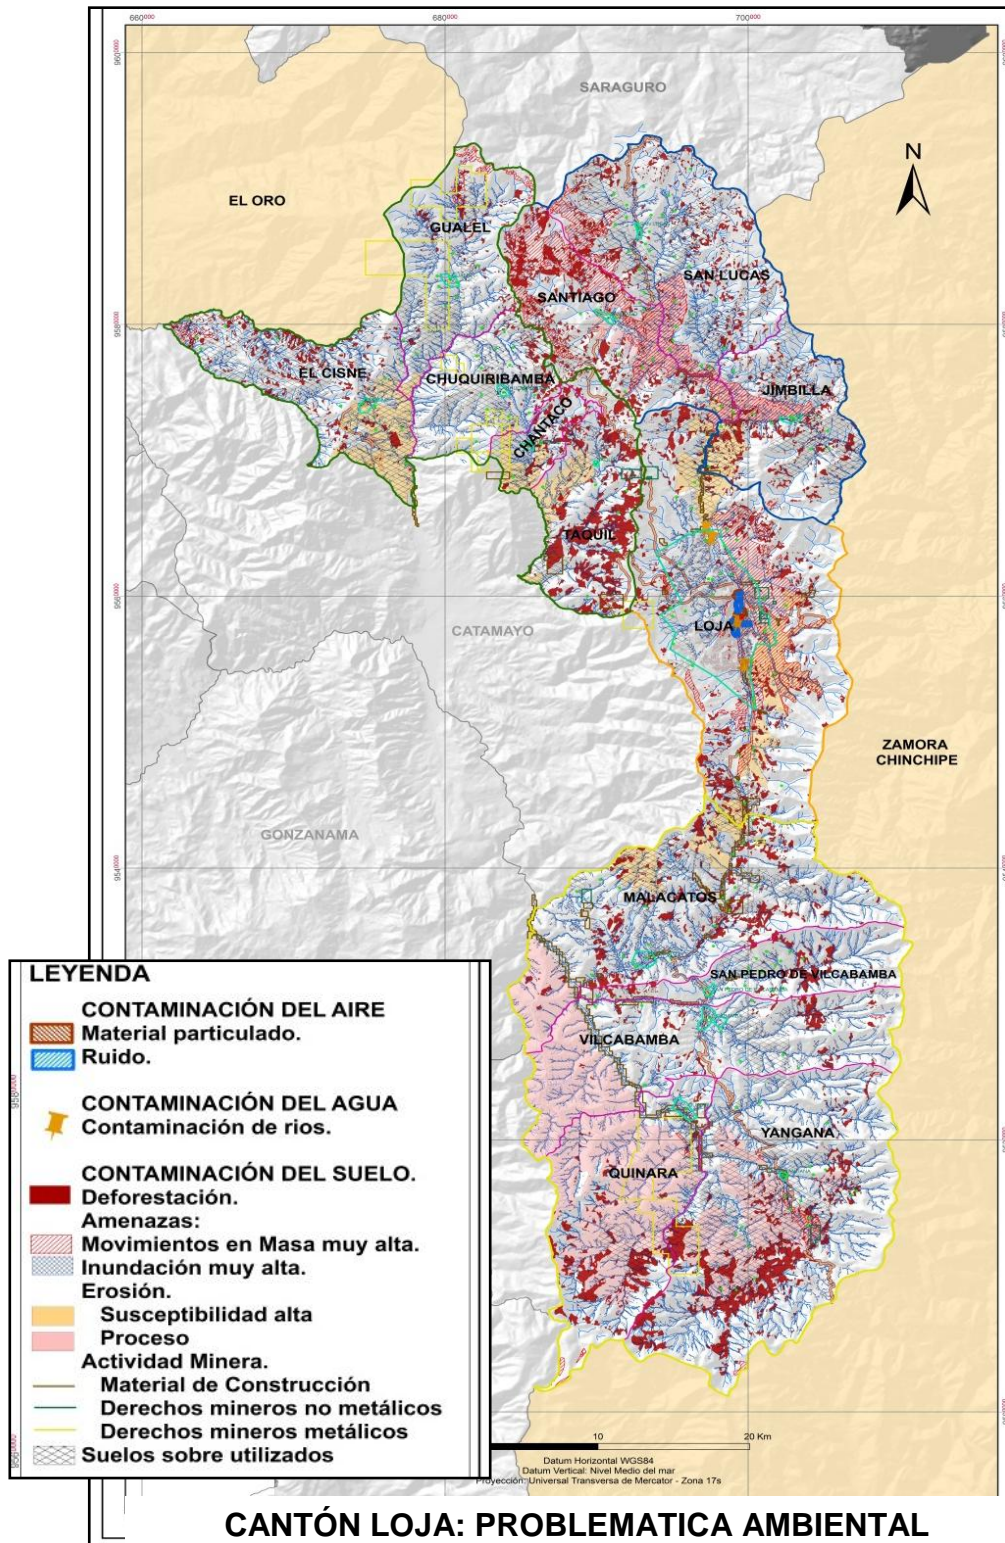 660000
680000
700000
SARAGURO
N
EL ORO
GUALEL
SAN LUCAS
SANTIAGO
EL CISNE
CHUQUIRIBAMBA
JIMBILLA
CHANTACO
TAQUIL
LOJA
CATAMAYO
ZAMORA
CHINCHIPE
GONZANAMA
MALACATOS
SAN PEDRO DE VILCABAMBA
VILCABAMBA
YANGANA
QUINARA
LEYENDA
CONTAMINACIÓN DEL AIRE
Material particulado.
Ruido.
CONTAMINACIÓN DEL AGUA
Contaminación de rios.
CONTAMINACIÓN DEL SUELO.
Deforestación.
Amenazas:
Movimientos en Masa muy alta.
Inundación muy alta.
Erosión.
Susceptibilidad alta
Proceso
Actividad Minera.
Material de Construcción
Derechos mineros no metálicos
Derechos mineros metálicos
Suelos sobre utilizados
10
20 Km
Datum Horizontal WGS84
Datum Vertical: Nivel Medio del mar
Proyección: Universal Transversa de Mercator - Zona 17s
CANTÓN LOJA: PROBLEMATICA AMBIENTAL